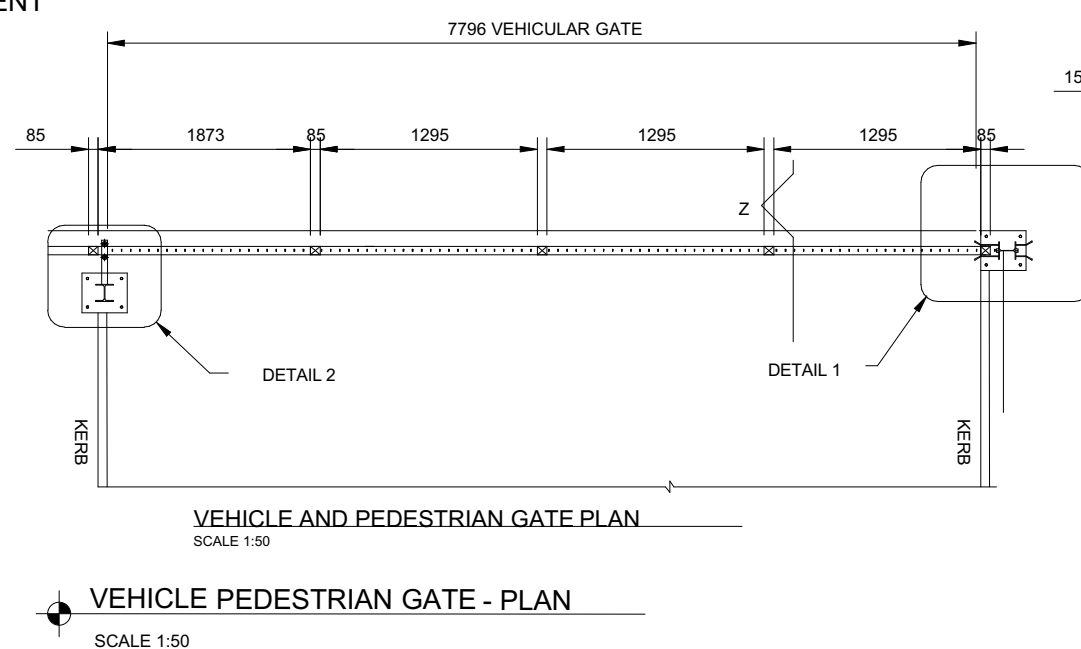 7796 VEHICULAR GATE
15
85 1873 85 1295 1295 1295 85
Z
DETAIL 2
DETAIL 1
KERB
KERB
VEHICLE AND PEDESTRIAN GATE PLAN
SCALE 1:50
VEHICLE PEDESTRIAN GATE - PLAN
SCALE 1:50